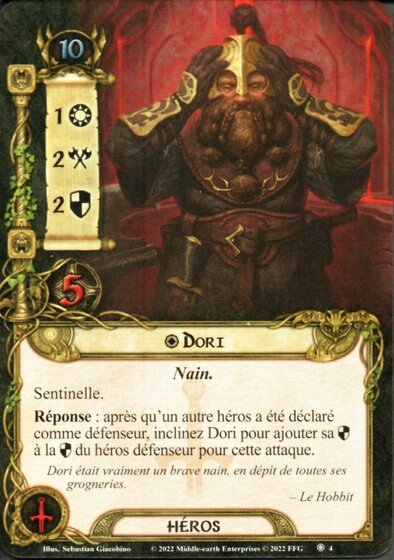 10
1
2
2
5
Dori
Nain.
Sentinelle.
Réponse : après qu'un autre héros a été déclaré
comme défenseur, inclinez Dori pour ajouter sa
à la du héros défenseur pour cette attaque.
Dori était vraiment un brave nain, en dépit de toutes ses
grogneries.
– Le Hobbit
HÉROS
Illus. Sebastian Giacobino © 2022 Middle-earth Enterprises © 2022 FFG 4